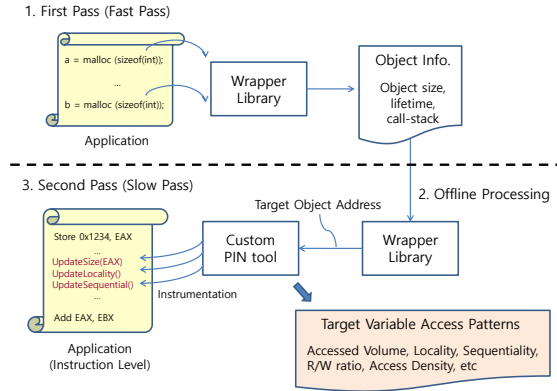 1. First Pass (Fast Pass)
a = malloc (sizeof(int));
...
b = malloc (sizeof(int));
Application
Wrapper
Library
Object Info.
Object size,
lifetime,
call-stack
3. Second Pass (Slow Pass)
2. Offline Processing
Target Object Address
Store 0x1234, EAX
...
UpdateSize(EAX)
UpdateLocality()
UpdateSequential()
...
Add EAX, EBX
Application
(Instruction Level)
Instrumentation
Custom
PIN tool
Wrapper
Library
Target Variable Access Patterns
Accessed Volume, Locality, Sequentiality,
R/W ratio, Access Density, etc